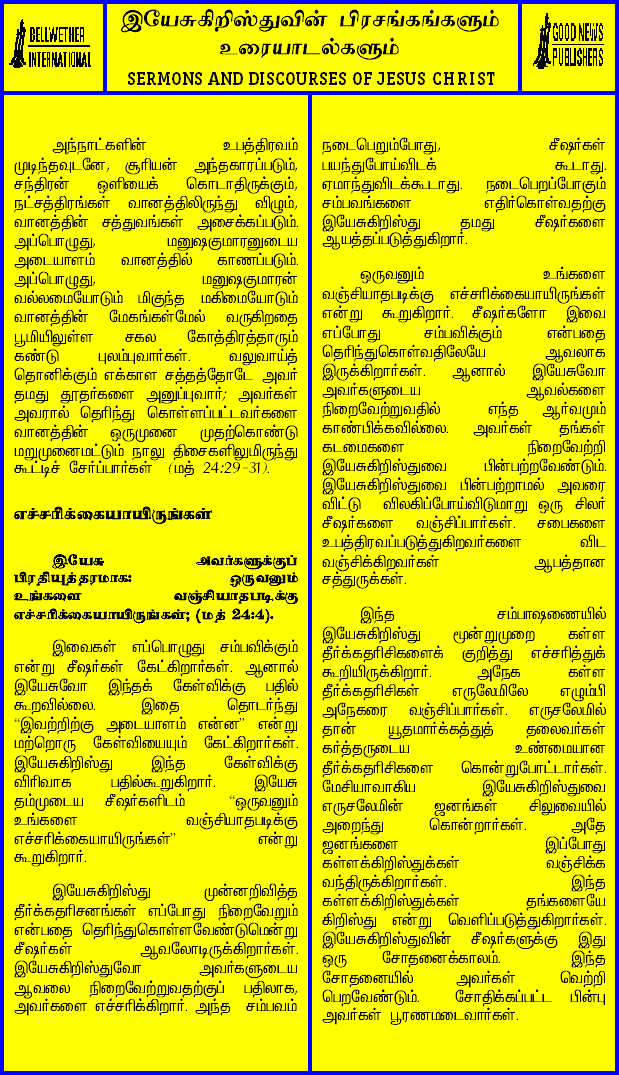 BELLWETHER
INTERNATIONAL
இயேசுகிறிஸ்துவின் பிரசங்கங்களும்
உரையாடல்களும்
SERMONS AND DISCOURSES OF JESUS CHRIST
GOOD NEWS
PUBLISHERS
அந்நாட்களின் உபத்திரவம்
முடிந்தவுடனே, சூரியன் அந்தகாரப்படும்,
சந்திரன் ஒளியைக் கொடாதிருக்கும்,
நட்சத்திரங்கள் வானத்திலிருந்து விழும்,
வானத்தின் சத்துவங்கள் அசைக்கப்படும்.
அப்பொழுது, மனுஷகுமாரனுடைய
அடையாளம் வானத்தில் காணப்படும்.
அப்பொழுது, மனுஷகுமாரன்
வல்லமையோடும் மிகுந்த மகிமையோடும்
வானத்தின் மேகங்கள்மேல் வருகிறதை
பூமியிலுள்ள சகல கோத்திரத்தாரும்
கண்டு புலம்புவார்கள். வலுவாய்த்
தொனிக்கும் எக்காள சத்தத்தோடே அவர்
தமது தூதர்களை அனுப்புவார்; அவர்கள்
அவரால் தெரிந்து கொள்ளப்பட்டவர்களை
வானத்தின் ஒருமுனை முதற்கொண்டு
மறுமுனைமட்டும் நாலு திசைகளிலுமிருந்து
கூட்டிச் சேர்ப்பார்கள் (மத் 24:29-31).
எச்சரிக்கையாயிருங்கள்
இயேசு அவர்களுக்குப்
பிரதியுத்தரமாக: ஒருவனும்
உங்களை வஞ்சியாதபடிக்கு
எச்சரிக்கையாயிருங்கள்; (மத் 24:4).
இவைகள் எப்பொழுது சம்பவிக்கும்
என்று சீஷர்கள் கேட்கிறார்கள். ஆனால்
இயேசுவோ இந்தக் கேள்விக்கு பதில்
கூறவில்லை. இதை தொடர்ந்து
“இவற்றிற்கு அடையாளம் என்ன” என்று
மற்றொரு கேள்வியையும் கேட்கிறார்கள்.
இயேசுகிறிஸ்து இந்த கேள்விக்கு
விரிவாக பதில்கூறுகிறார். இயேசு
தம்முடைய சீஷர்களிடம் “ஒருவனும்
உங்களை வஞ்சியாதபடிக்கு
எச்சரிக்கையாயிருங்கள்” என்று
கூறுகிறார்.
இயேசுகிறிஸ்து முன்னறிவித்த
தீர்க்கதரிசனங்கள் எப்போது நிறைவேறும்
என்பதை தெரிந்துகொள்ளவேண்டுமென்று
சீஷர்கள் ஆவலோடிருக்கிறார்கள்.
இயேசுகிறிஸ்துவோ அவர்களுடைய
ஆவலை நிறைவேற்றுவதற்குப் பதிலாக,
அவர்களை எச்சரிக்கிறார். அந்த சம்பவம்
நடைபெறும்போது, சீஷர்கள்
பயந்துபோய்விடக் கூடாது.
ஏமாந்துவிடக்கூடாது. நடைபெறப்போகும்
சம்பவங்களை எதிர்கொள்வதற்கு
இயேசுகிறிஸ்து தமது சீஷர்களை
ஆயத்தப்படுத்துகிறார்.
ஒருவனும் உங்களை
வஞ்சியாதபடிக்கு எச்சரிக்கையாயிருங்கள்
என்று கூறுகிறார். சீஷர்களோ இவை
எப்போது சம்பவிக்கும் என்பதை
தெரிந்துகொள்வதிலேயே ஆவலாக
இருக்கிறார்கள். ஆனால் இயேசுவோ
அவர்களுடைய ஆவல்களை
நிறைவேற்றுவதில் எந்த ஆர்வமும்
காண்பிக்கவில்லை. அவர்கள் தங்கள்
கடமைகளை நிறைவேற்றி
இயேசுகிறிஸ்துவை பின்பற்றவேண்டும்.
இயேசுகிறிஸ்துவை பின்பற்றாமல் அவரை
விட்டு விலகிப்போய்விடுமாறு ஒரு சிலர்
சீஷர்களை வஞ்சிப்பார்கள். சபைகளை
உபத்திரவப்படுத்துகிறவர்களை விட
வஞ்சிக்கிறவர்கள் ஆபத்தான
சத்துருக்கள்.
இந்த சம்பாஷணையில்
இயேசுகிறிஸ்து மூன்றுமுறை கள்ள
தீர்க்கதரிசிகளைக் குறித்து எச்சரித்துக்
கூறியிருக்கிறார். அநேக கள்ள
தீர்க்கதரிசிகள் எருலேமிலே எழும்பி
அநேகரை வஞ்சிப்பார்கள். எருசலேமில்
தான் யூதமார்க்கத்துத் தலைவர்கள்
கர்த்தருடைய உண்மையான
தீர்க்கதரிசிகளை கொன்றுபோட்டார்கள்.
மேசியாவாகிய இயேசுகிறிஸ்துவை
எருசலேமின் ஜனங்கள் சிலுவையில்
அறைந்து கொன்றார்கள். அதே
ஜனங்களை இப்போது
கள்ளக்கிறிஸ்துக்கள் வஞ்சிக்க
வந்திருக்கிறார்கள். இந்த
கள்ளக்கிறிஸ்துக்கள் தங்களையே
கிறிஸ்து என்று வெளிப்படுத்துகிறார்கள்.
இயேசுகிறிஸ்துவின் சீஷர்களுக்கு இது
ஒரு சோதனைக்காலம். இந்த
சோதனையில் அவர்கள் வெற்றி
பெறவேண்டும். சோதிக்கப்பட்ட பின்பு
அவர்கள் பூரணமடைவார்கள்.